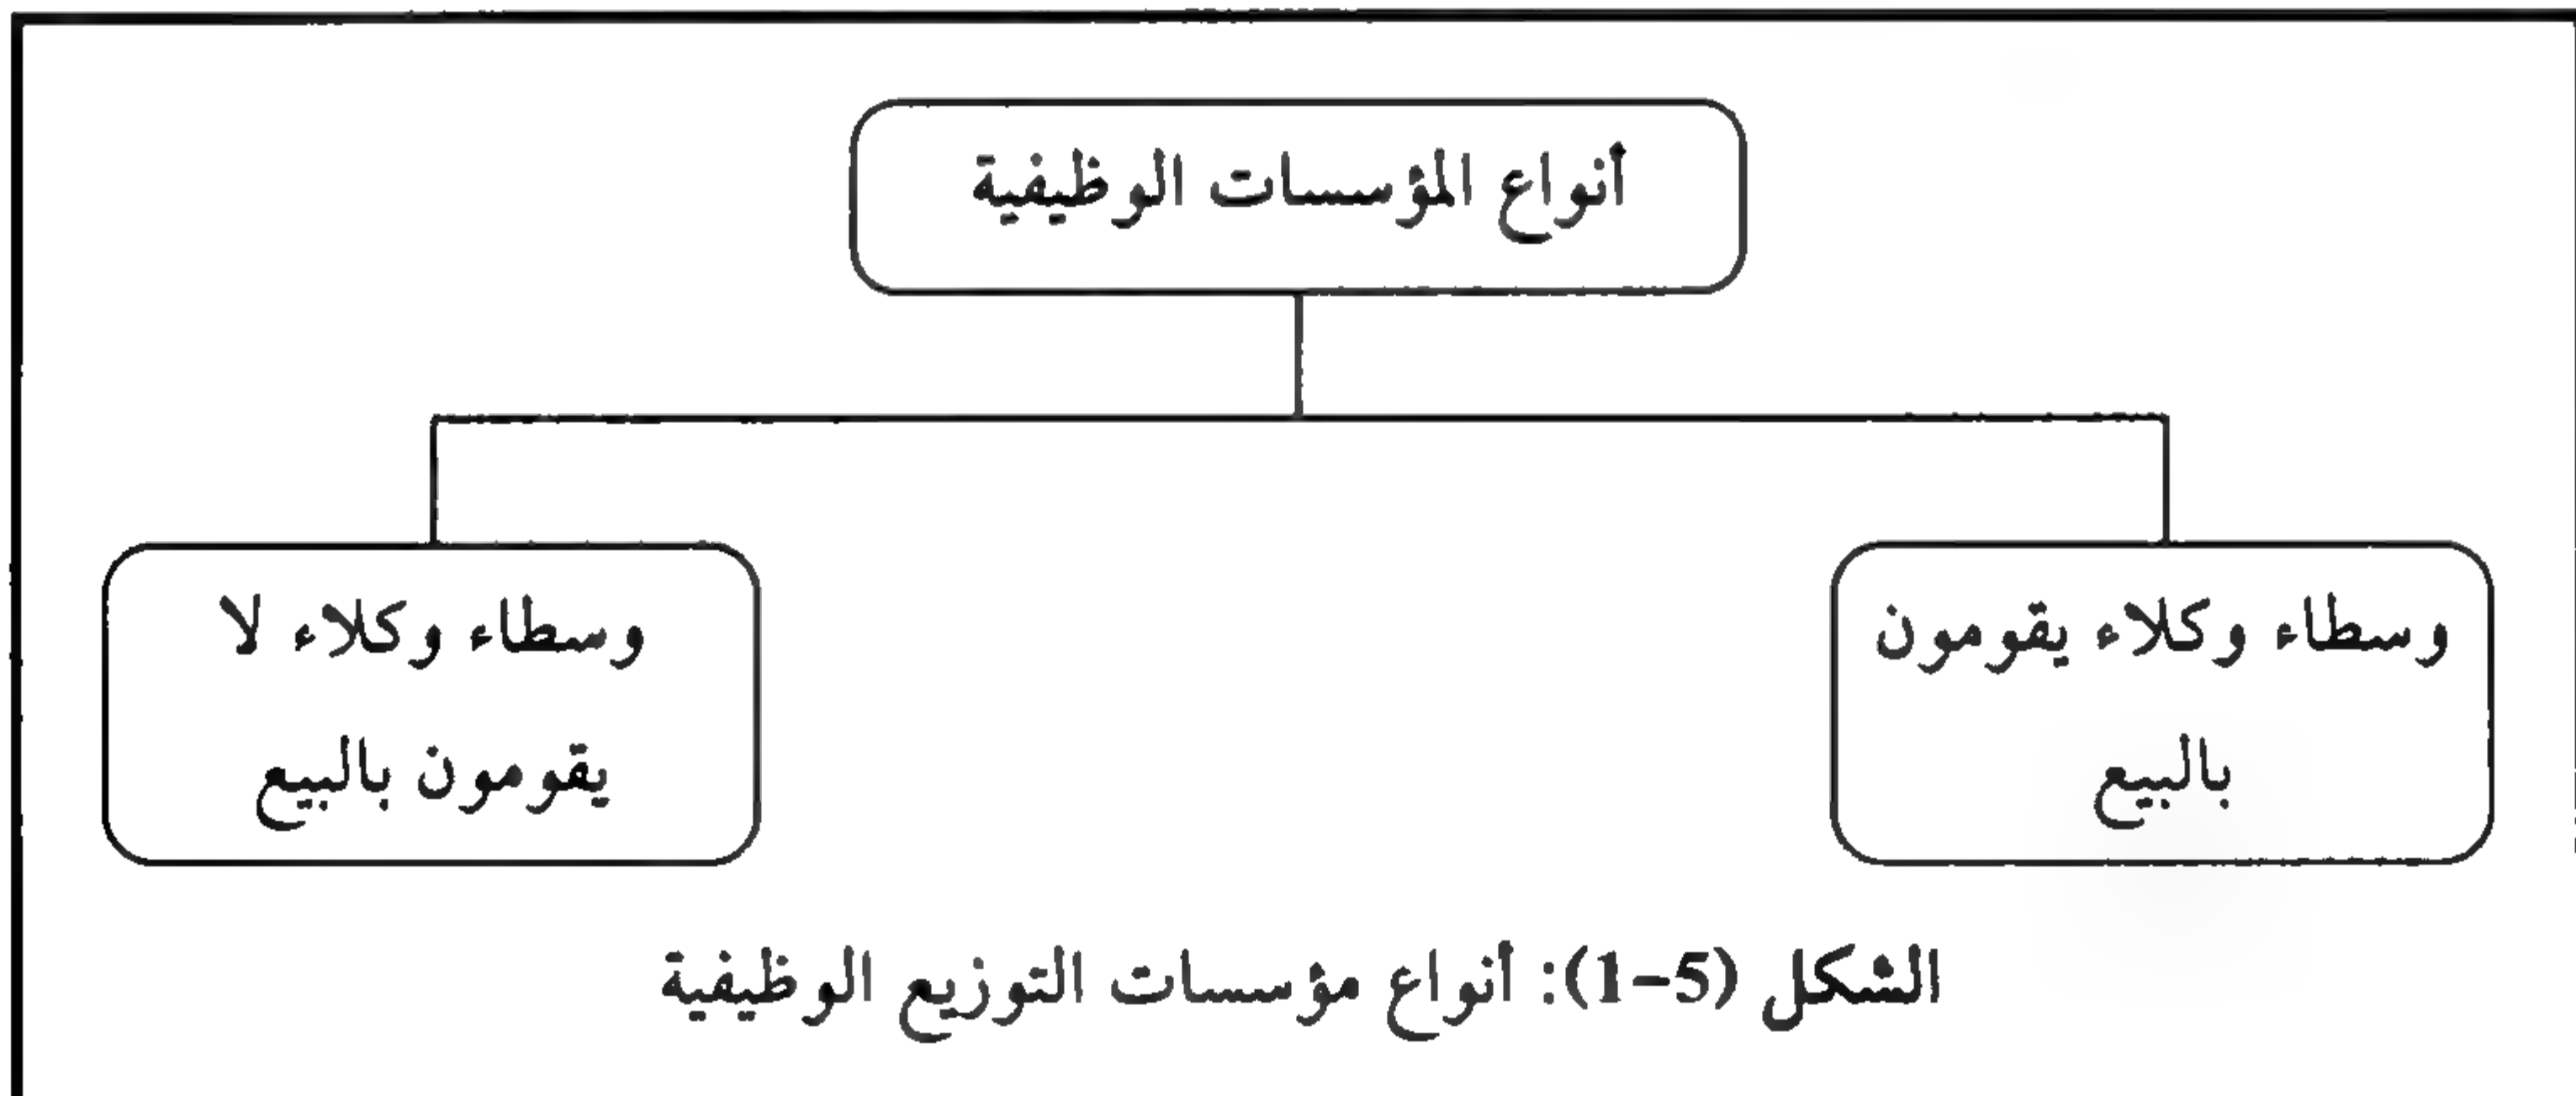 أنواع المؤسسات الوظيفية
وسطاء وكلاء يقومون
بالبيع
وسطاء وكلاء لا
يقومون بالبيع
الشكل (5-1): أنواع مؤسسات التوزيع الوظيفية